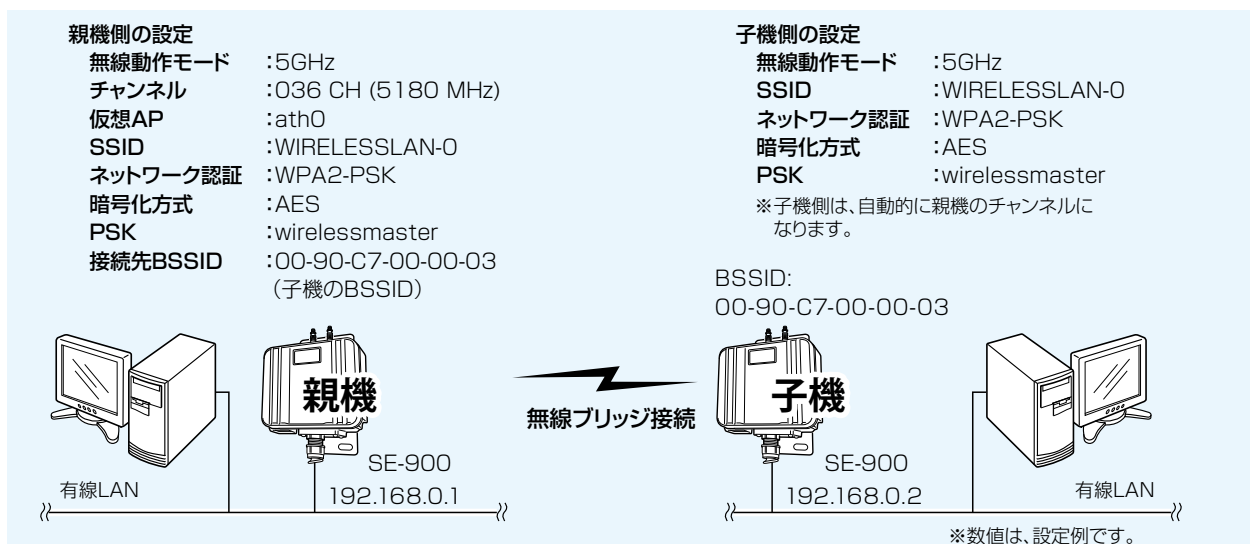 親機側の設定
無線動作モード :5GHz
チャンネル :036 CH (5180 MHz)
仮想AP :ath0
SSID :WIRELESSLAN-0
ネットワーク認証 :WPA2-PSK
暗号化方式 :AES
PSK :wirelessmaster
接続先BSSID :00-90-C7-00-00-03
（子機のBSSID）
子機側の設定
無線動作モード :5GHz
SSID :WIRELESSLAN-0
ネットワーク認証 :WPA2-PSK
暗号化方式 :AES
PSK :wirelessmaster
※子機側は、自動的に親機のチャンネルに
なります。
BSSID:
00-90-C7-00-00-03
親機
無線ブリッジ接続
子機
有線LAN
SE-900
192.168.0.1
SE-900
192.168.0.2
有線LAN
※数値は、設定例です。